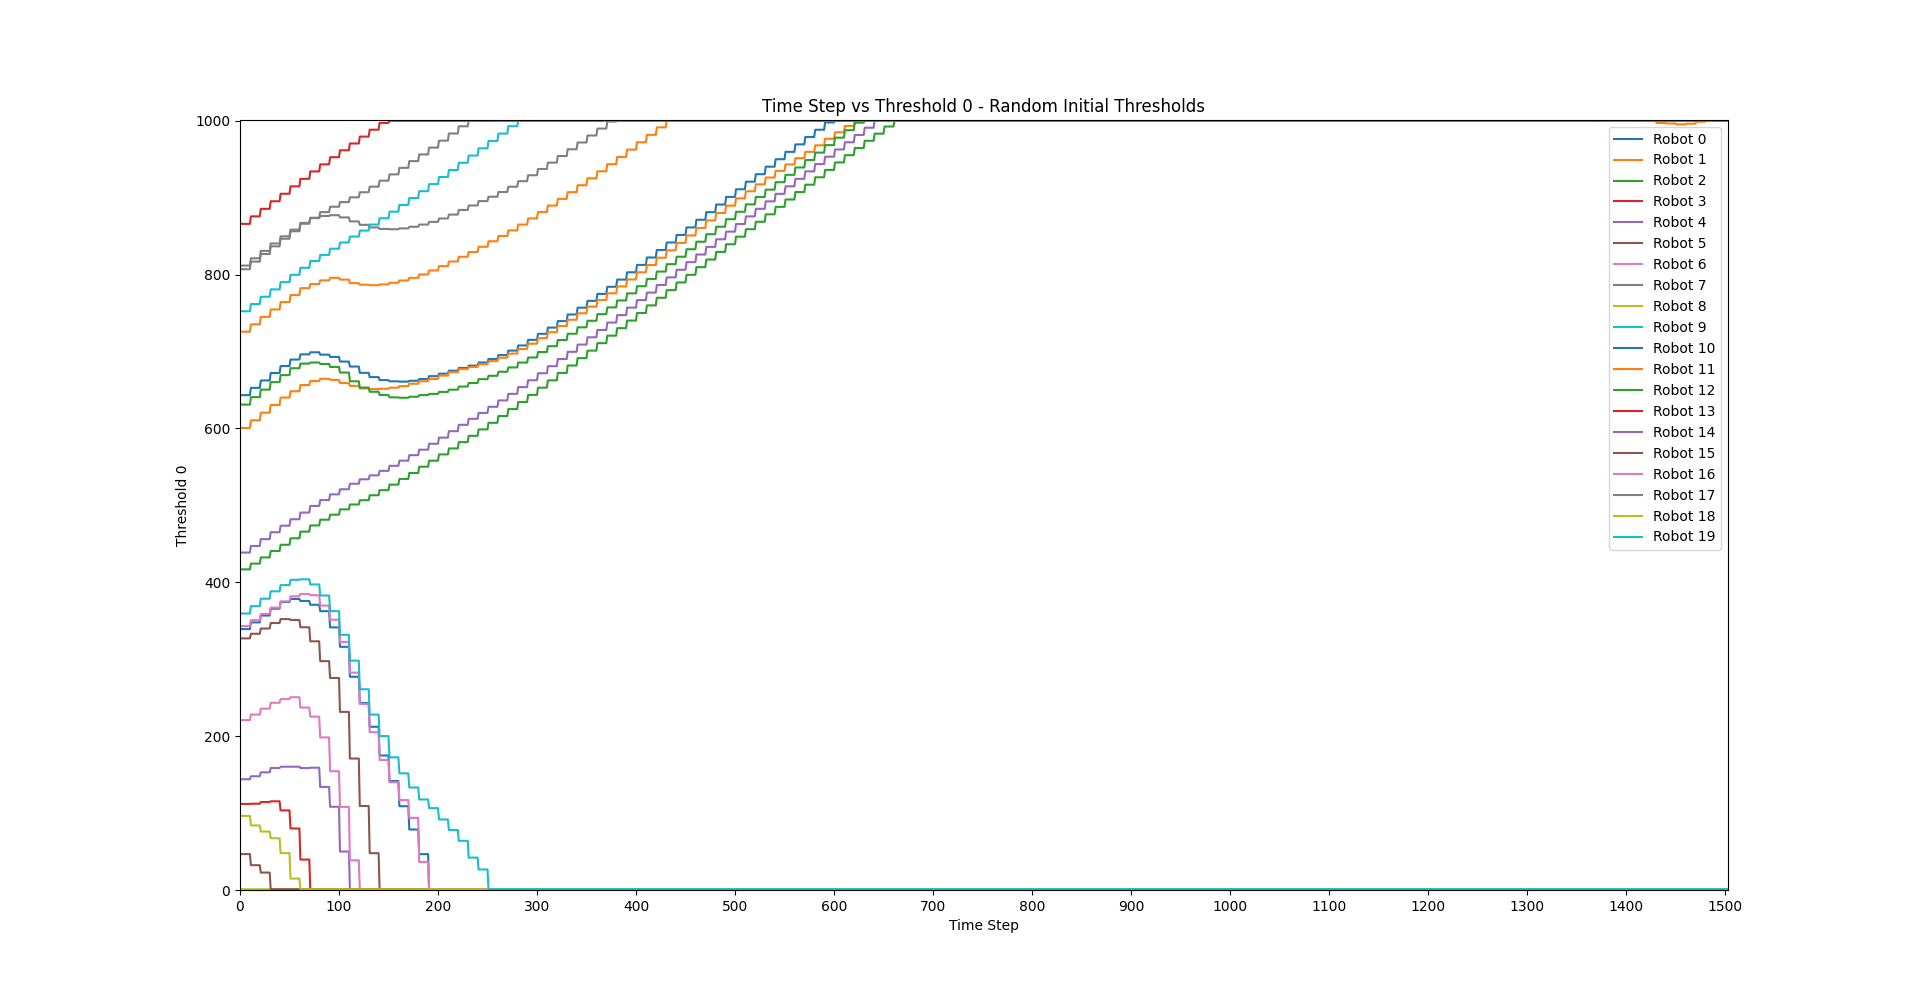 Time Step vs Threshold 0 - Random Initial Thresholds
1000
800
600
400
200
0
Threshold 0
Robot 0
Robot 1
Robot 2
Robot 3
Robot 4
Robot 5
Robot 6
Robot 7
Robot 8
Robot 9
Robot 10
Robot 11
Robot 12
Robot 13
Robot 14
Robot 15
Robot 16
Robot 17
Robot 18
Robot 19
0 100 200 300 400 500 600 700 800 900 1000 1100 1200 1300 1400 1500
Time Step